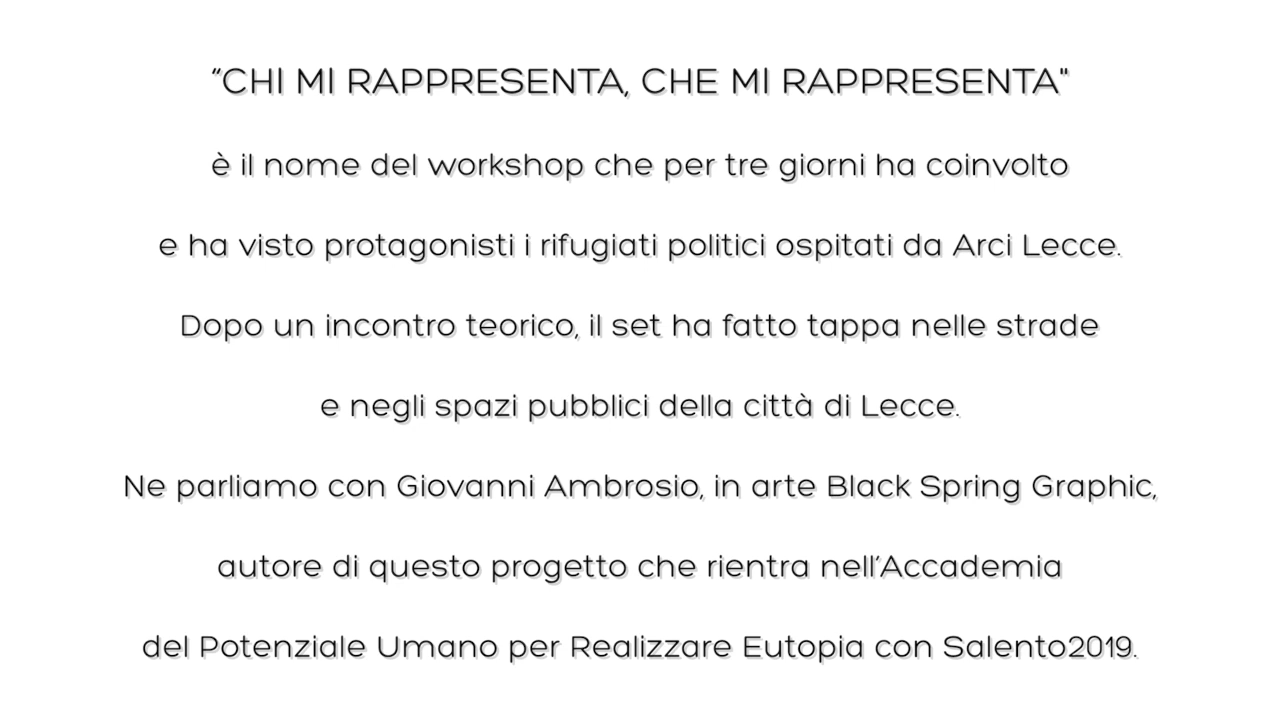 “CHI MI RAPPRESENTA, CHE MI RAPPRESENTA"
è il nome del workshop che per tre giorni ha coinvolto
e ha visto protagonisti i rifugiati politici ospitati da Arci Lecce.
Dopo un incontro teorico, il set ha fatto tappa nelle strade
e negli spazi pubblici della città di Lecce.
Ne parliamo con Giovanni Ambrosio, in arte Black Spring Graphic,
autore di questo progetto che rientra nell’Accademia
del Potenziale Umano per Realizzare Eutopia con Salento2019.